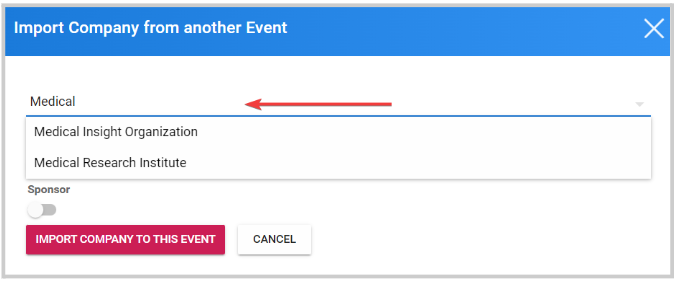 Import Company from another Event
Medical
Medical Insight Organization
Medical Research Institute
Sponsor
IMPORT COMPANY TO THIS EVENT CANCEL